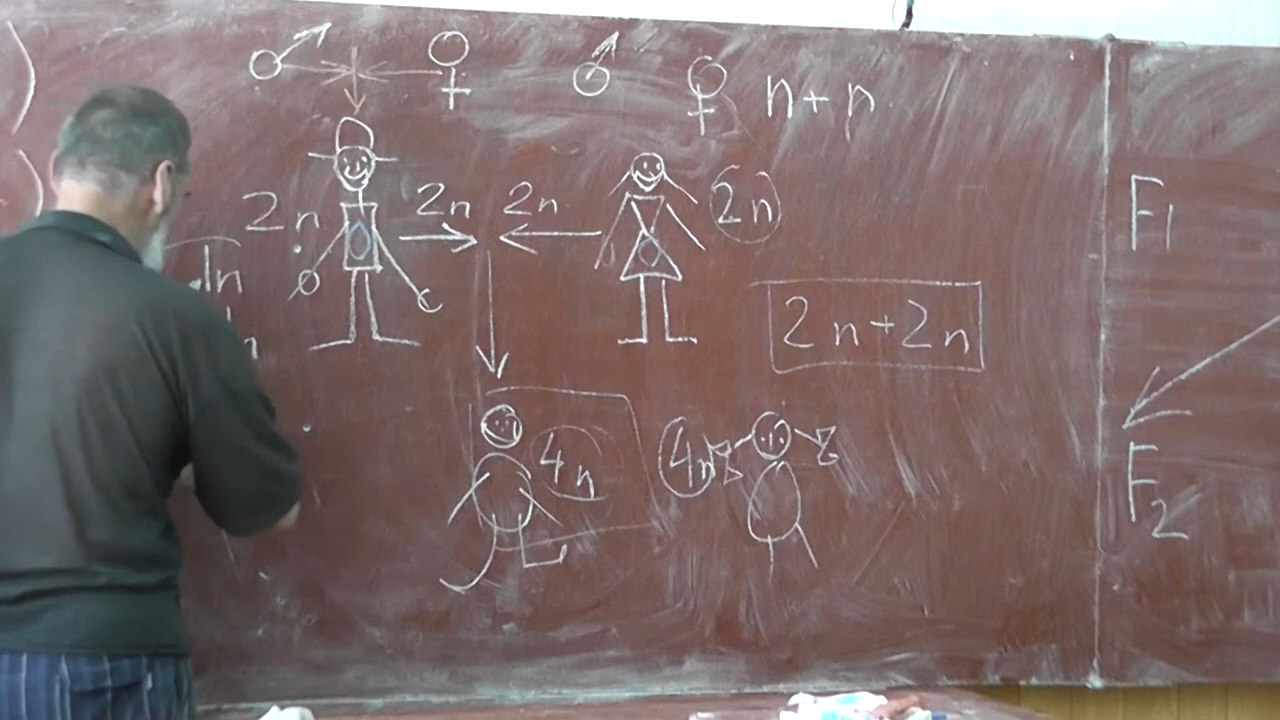 ♂ × ♀ ♂ ♀ n+n
2n 2n 2n 2n
2n+2n
4n 4n
F1
F2